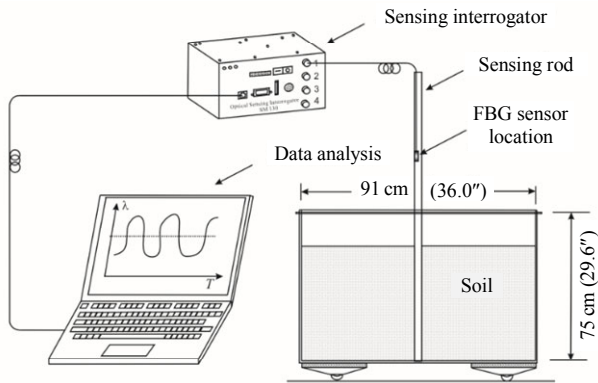 Sensing interrogator
1
2
3
4
Optical Sensing Interrogator
Sensing rod
FBG sensor
location
Data analysis
91 cm (36.0″)
λ
T
Soil
75 cm (29.6″)